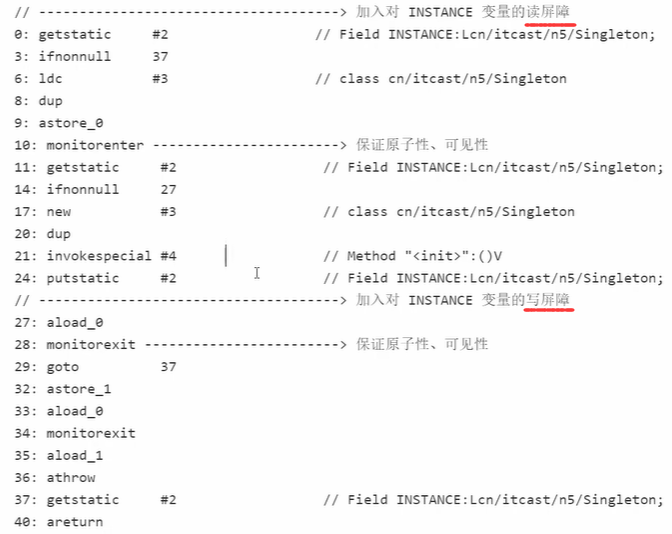 // ---------------------------------------> 加入对 INSTANCE 变量的读屏障
0: getstatic #2 // Field INSTANCE:Lcn/itcast/n5/Singleton;
3: ifnonnull 37
6: ldc #3 // class cn/itcast/n5/Singleton
8: dup
9: astore_0
10: monitorenter -----------------------> 保证原子性、可见性
11: getstatic #2 // Field INSTANCE:Lcn/itcast/n5/Singleton;
14: ifnonnull 27
17: new #3 // class cn/itcast/n5/Singleton
20: dup
21: invokespecial #4 // Method "<init>":()V
24: putstatic #2 // Field INSTANCE:Lcn/itcast/n5/Singleton;
// ---------------------------------------> 加入对 INSTANCE 变量的写屏障
27: aload_0
28: monitorexit ------------------------> 保证原子性、可见性
29: goto 37
32: astore_1
33: aload_0
34: monitorexit
35: aload_1
36: athrow
37: getstatic #2 // Field INSTANCE:Lcn/itcast/n5/Singleton;
40: areturn